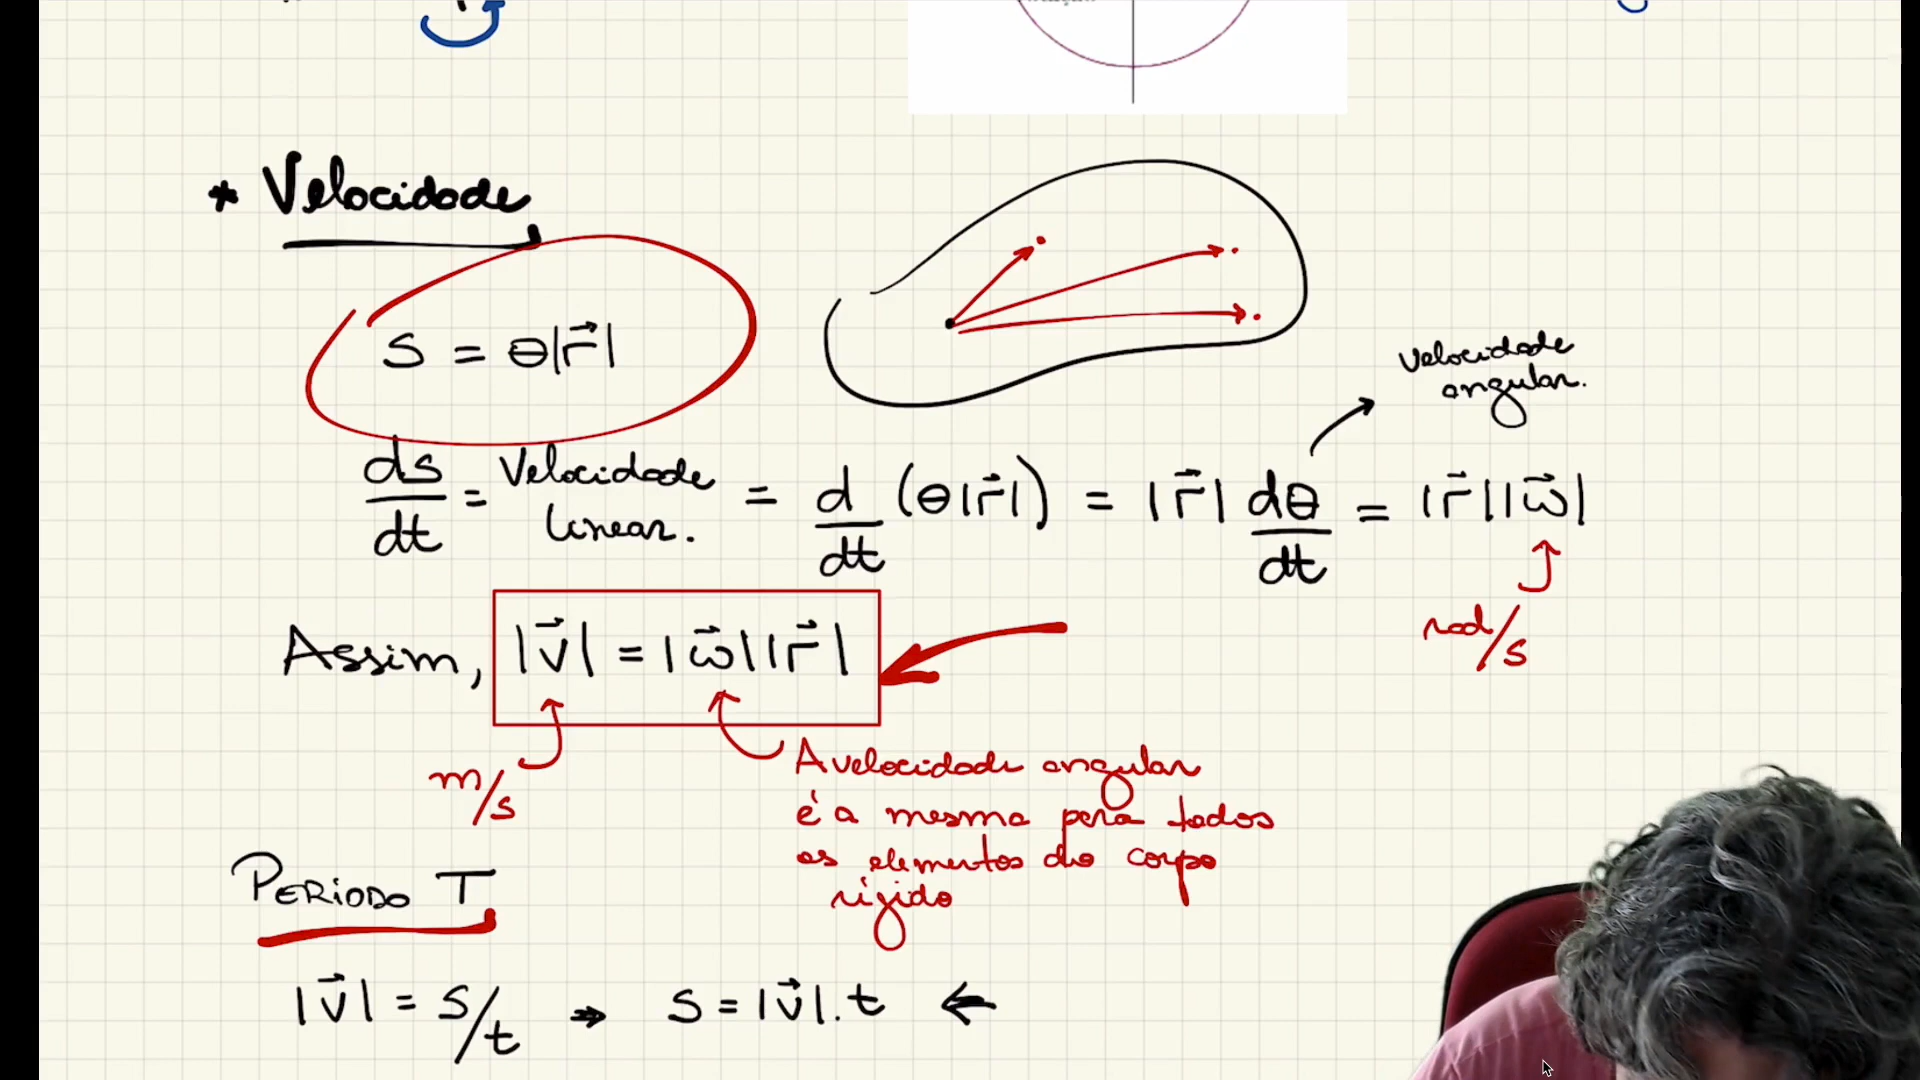 * Velocidade
S = θ|r⃗|
Velocidade
angular.
ds/dt = Velocidade linear. = d/dt (θ|r⃗|) = |r⃗| dθ/dt = |r⃗||ω⃗|
rad/s
Assim, |v⃗| = |ω⃗||r⃗|
m/s
A velocidade angular
é a mesma para todos
os elementos do corpo
rígido
PERÍODO T
|v⃗| = S/t ⇒ S = |v⃗|.t ←